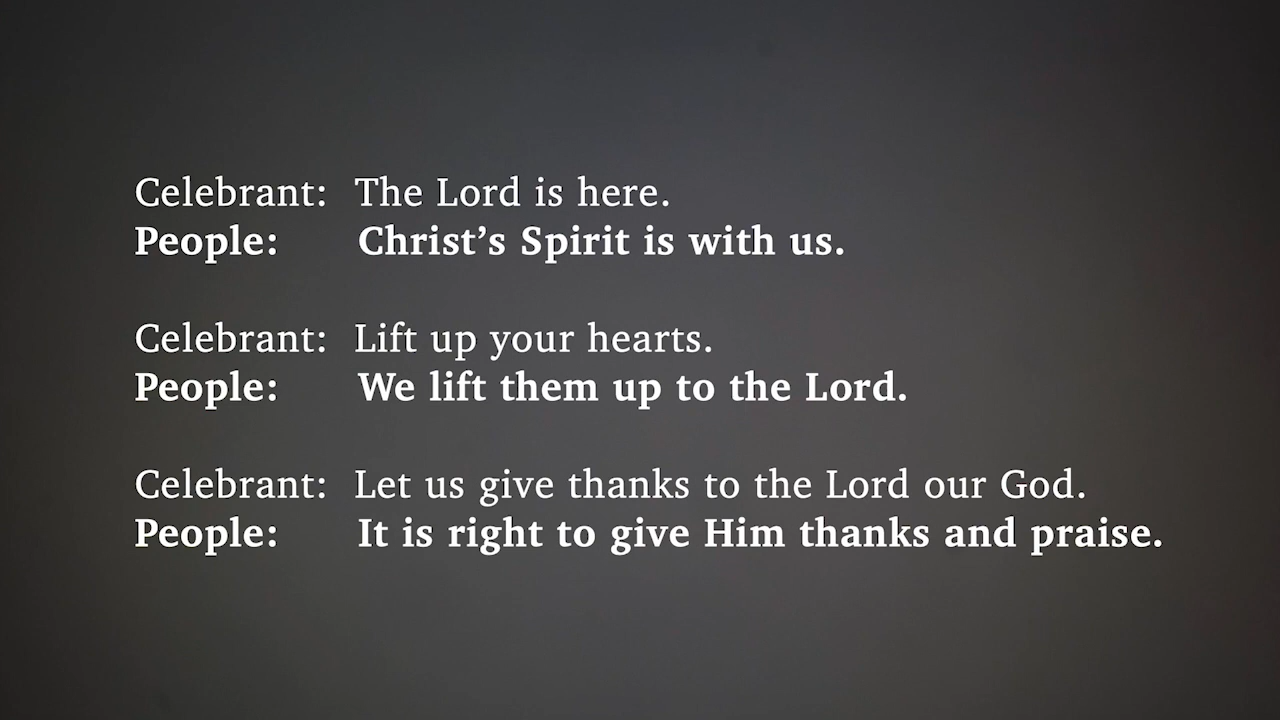 Celebrant: The Lord is here.
People: Christ’s Spirit is with us.
Celebrant: Lift up your hearts.
People: We lift them up to the Lord.
Celebrant: Let us give thanks to the Lord our God.
People: It is right to give Him thanks and praise.